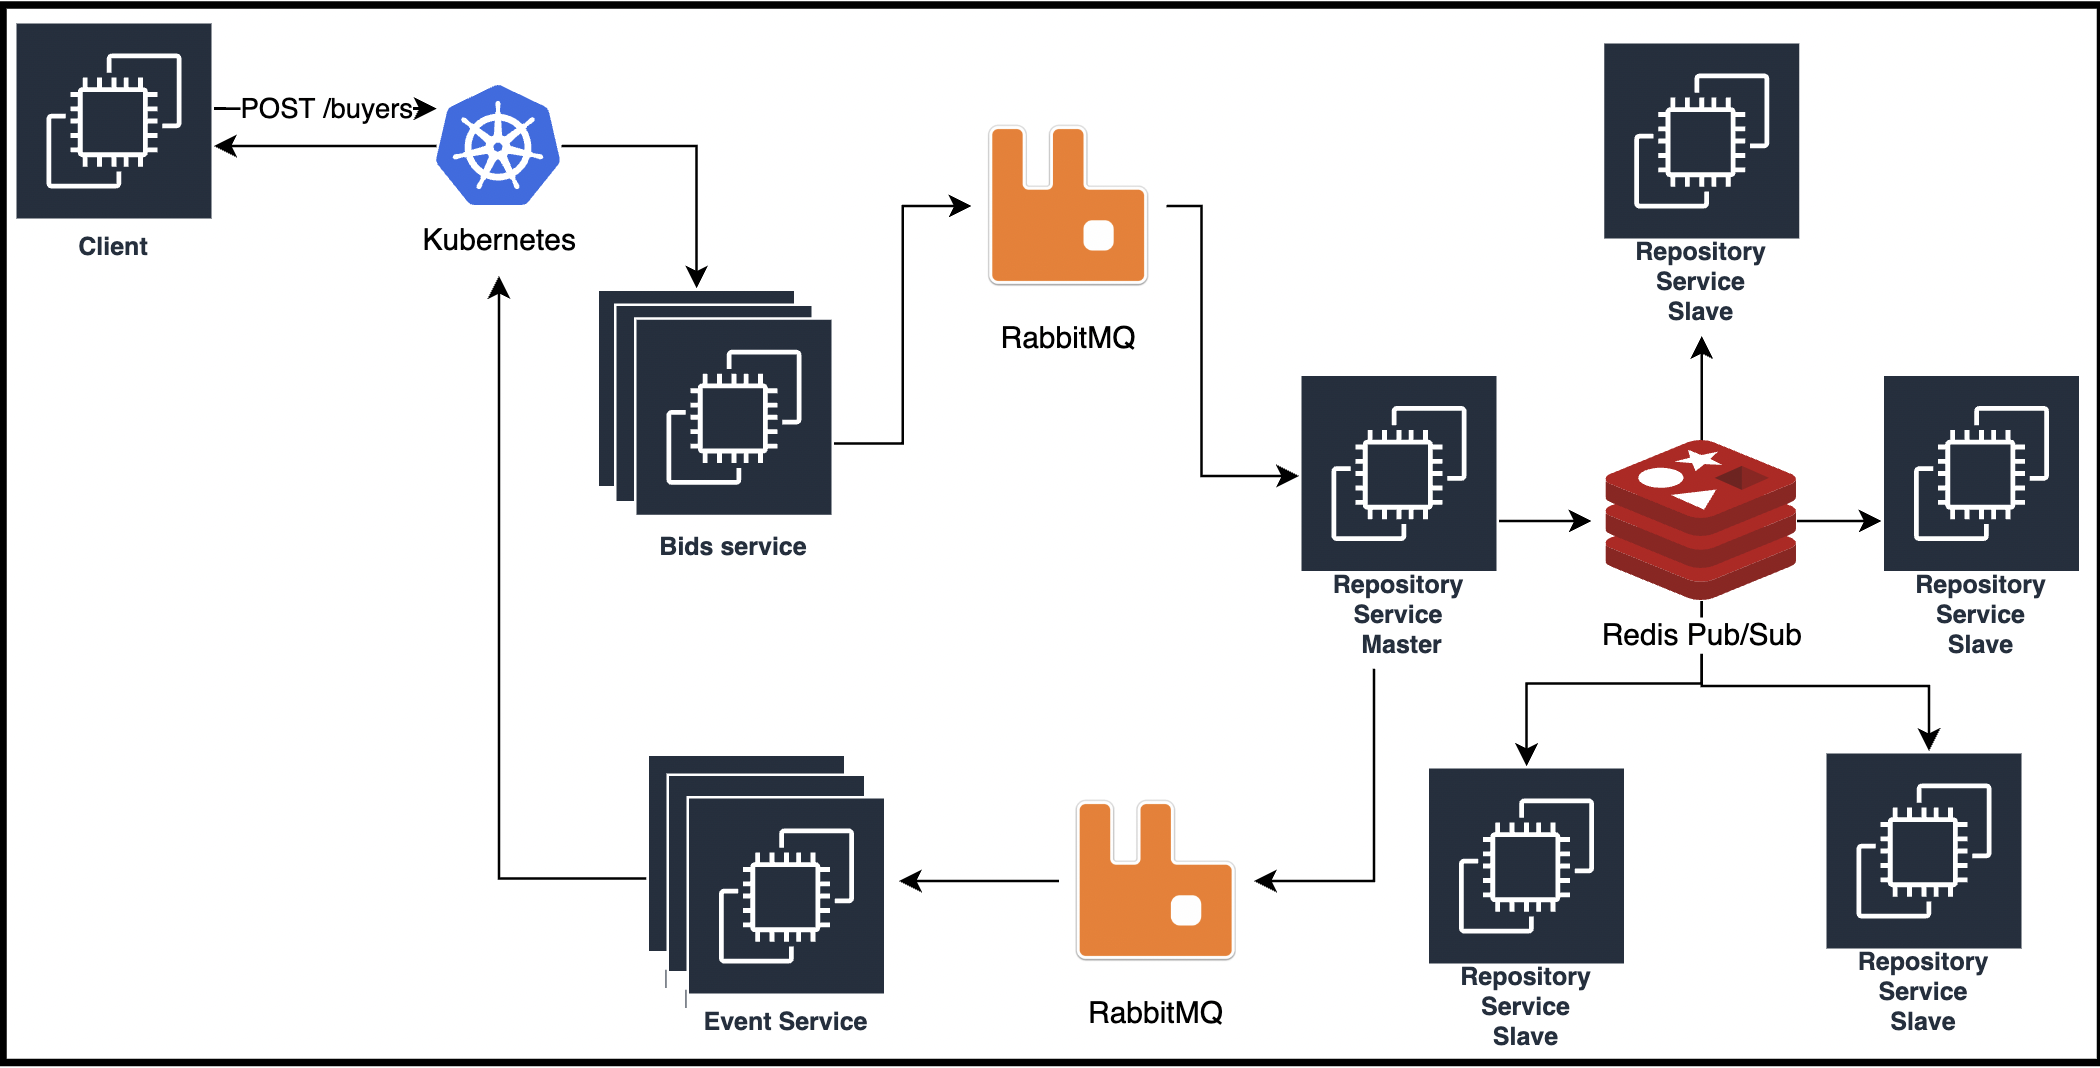 POST /buyers
Client
Kubernetes
Bids service
RabbitMQ
Repository
Service
Slave
Repository
Service
Master
Redis Pub/Sub
Repository
Service
Slave
Event Service
RabbitMQ
Repository
Service
Slave
Repository
Service
Slave